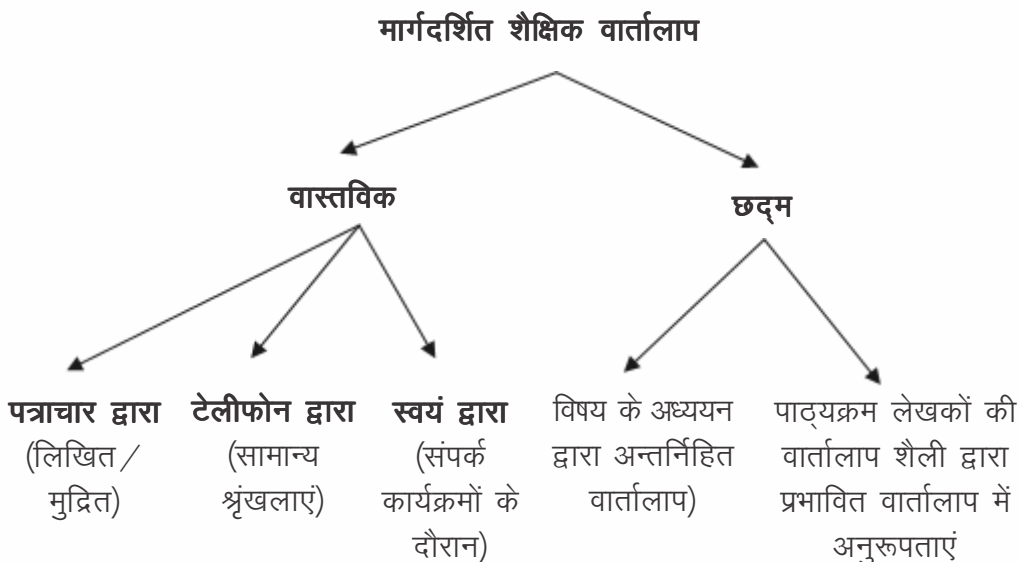 मार्गदर्शित शैक्षिक वार्तालाप
वास्तविक
छद्म
पत्राचार द्वारा
(लिखित/
मुद्रित)
टेलीफोन द्वारा
(सामान्य
श्रृंखलाएं)
स्वयं द्वारा
(संपर्क
कार्यक्रमों के
दौरान)
विषय के अध्ययन
द्वारा अन्तर्निहित
वार्तालाप)
पाठ्यक्रम लेखकों की
वार्तालाप शैली द्वारा
प्रभावित वार्तालाप में
अनुरूपताएं